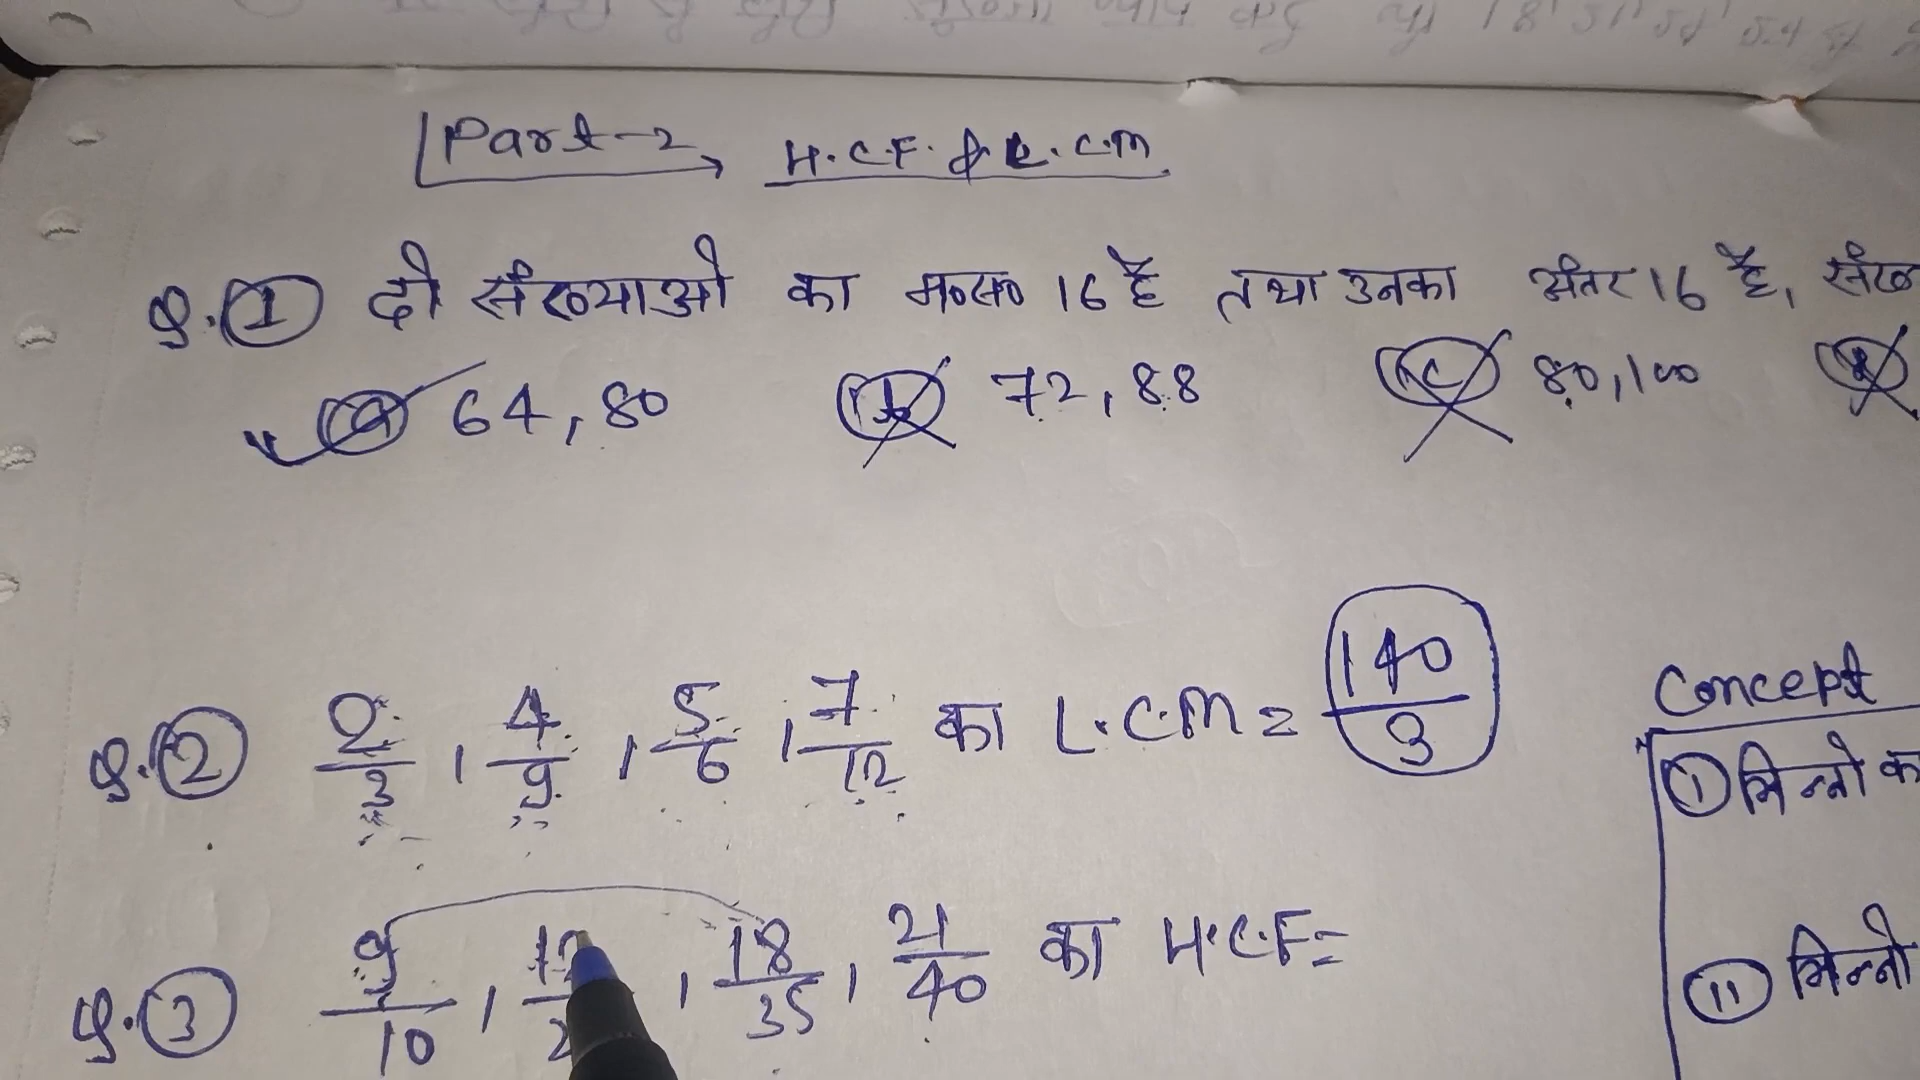 Part-2 → H.C.F. & L.C.M
Q.① दो संख्याओ का म०स० 16 है तथा उनका अंतर 16 है,
(a) 64, 80 (b) 72, 88 (c) 80, 100
Q.② 2/3, 4/9, 5/6, 7/12 का L.C.M = 140/3
Concept
① भिन्नो
Q.③ 9/10, 18/35, 21/40 का H.C.F=
(ii) भिन्नो